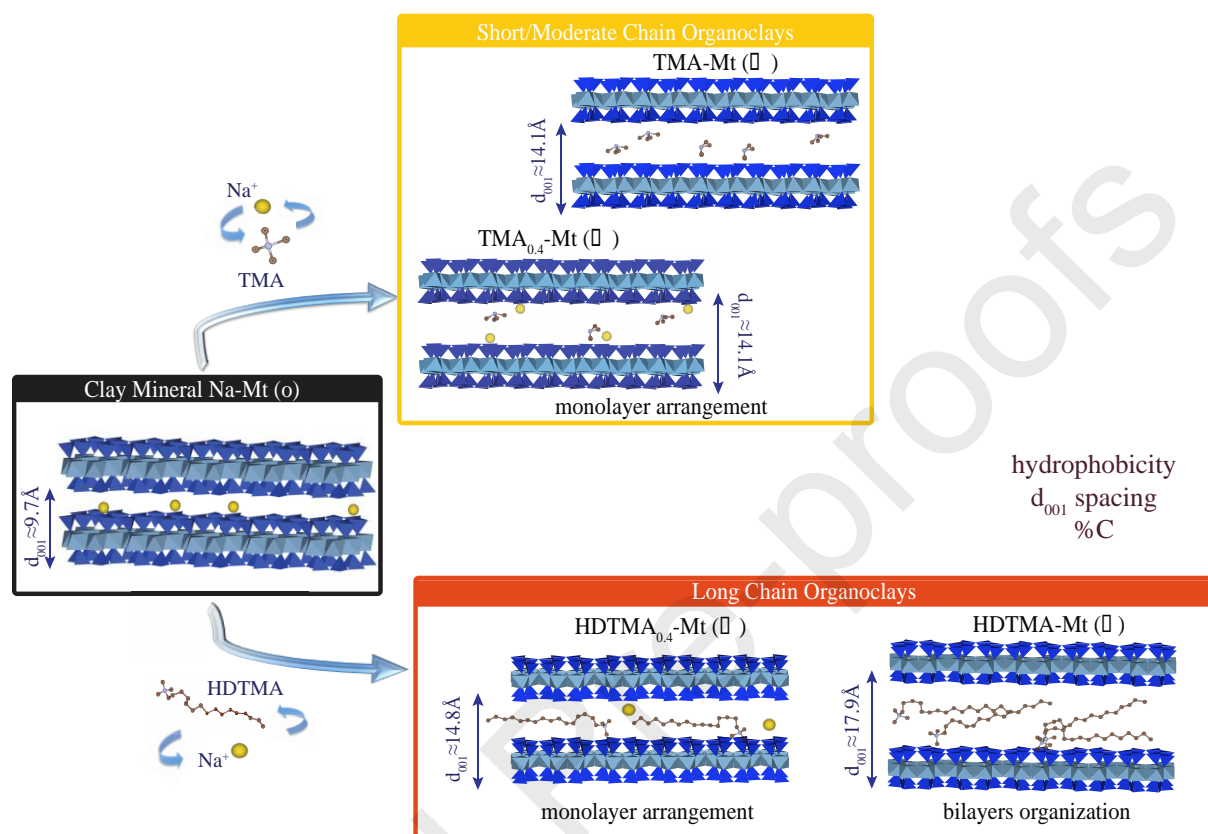 Short/Moderate Chain Organoclays
TMA-Mt (▯ )
d₀₀₁ ≈14.1Å
Na⁺
TMA
TMA₀.₄-Mt (▯ )
d₀₀₁ ≈14.1Å
monolayer arrangement
Clay Mineral Na-Mt (o)
d₀₀₁ ≈9.7Å
hydrophobicity
d₀₀₁ spacing
%C
HDTMA
Na⁺
Long Chain Organoclays
HDTMA₀.₄-Mt (▯ )
d₀₀₁ ≈14.8Å
monolayer arrangement
HDTMA-Mt (▯ )
d₀₀₁ ≈17.9Å
bilayers organization
Pre-proofs